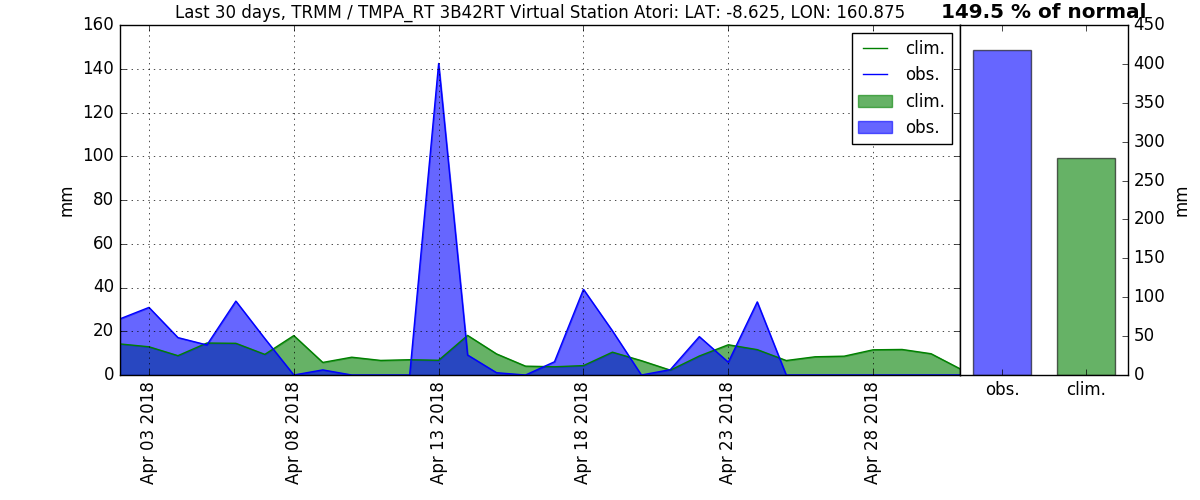 Last 30 days, TRMM / TMPA_RT 3B42RT Virtual Station Atori: LAT: -8.625, LON: 160.875
149.5 % of normal
160
140
120
100
80
60
40
20
0
mm
clim.
obs.
clim.
obs.
Apr 03 2018
Apr 08 2018
Apr 13 2018
Apr 18 2018
Apr 23 2018
Apr 28 2018
450
400
350
300
250
200
150
100
50
0
mm
obs.
clim.